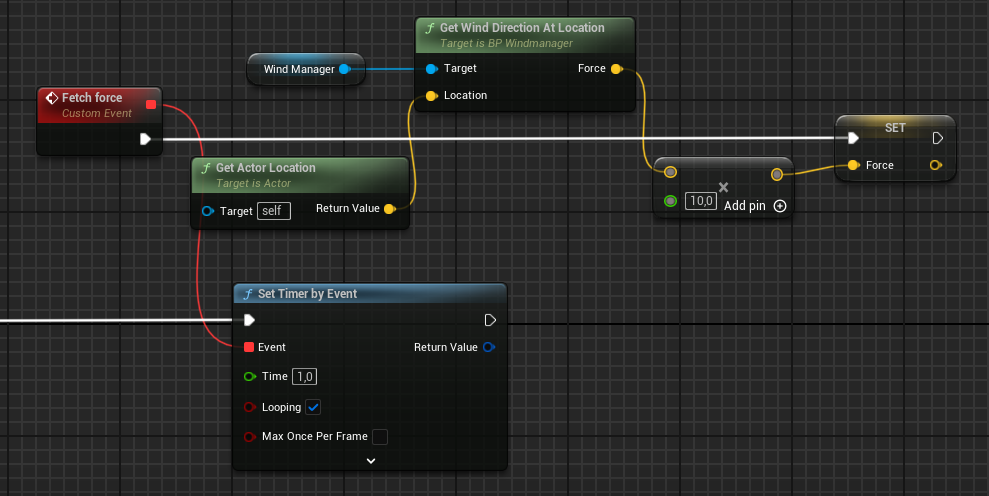 Get Wind Direction At Location
Target is BP Windmanager
Wind Manager
Target
Force
Location
Fetch force
Custom Event
SET
Force
Get Actor Location
Target is Actor
Target
self
Return Value
×
10,0
Add pin
Set Timer by Event
Event
Return Value
Time
1,0
Looping
Max Once Per Frame